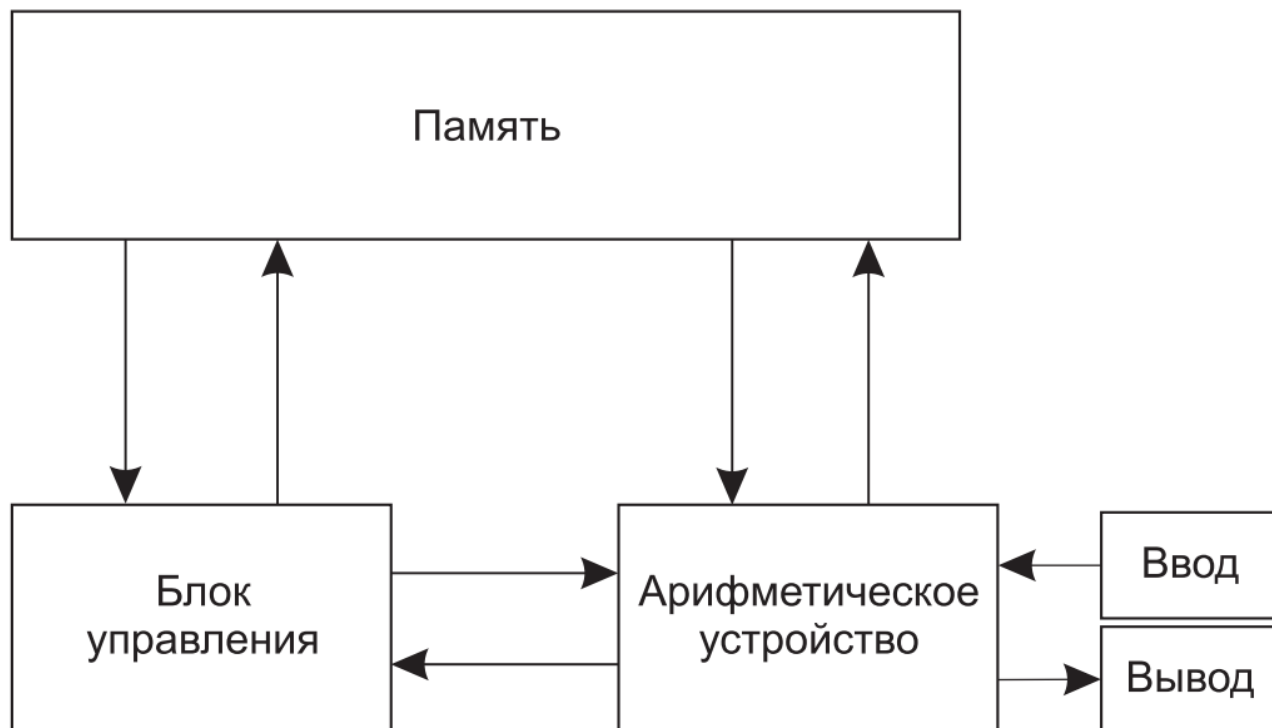 Память
Блок
управления
Арифметическое
устройство
Ввод
Вывод